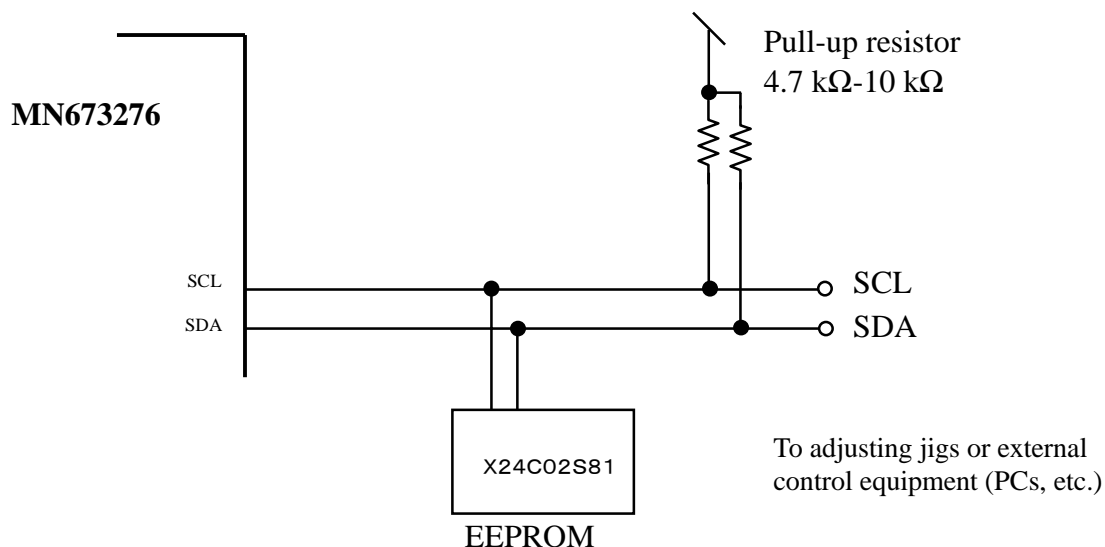 Pull-up resistor
4.7 kΩ-10 kΩ
MN673276
SCL
SCL
SDA
SDA
X24C02S81
To adjusting jigs or external
control equipment (PCs, etc.)
EEPROM